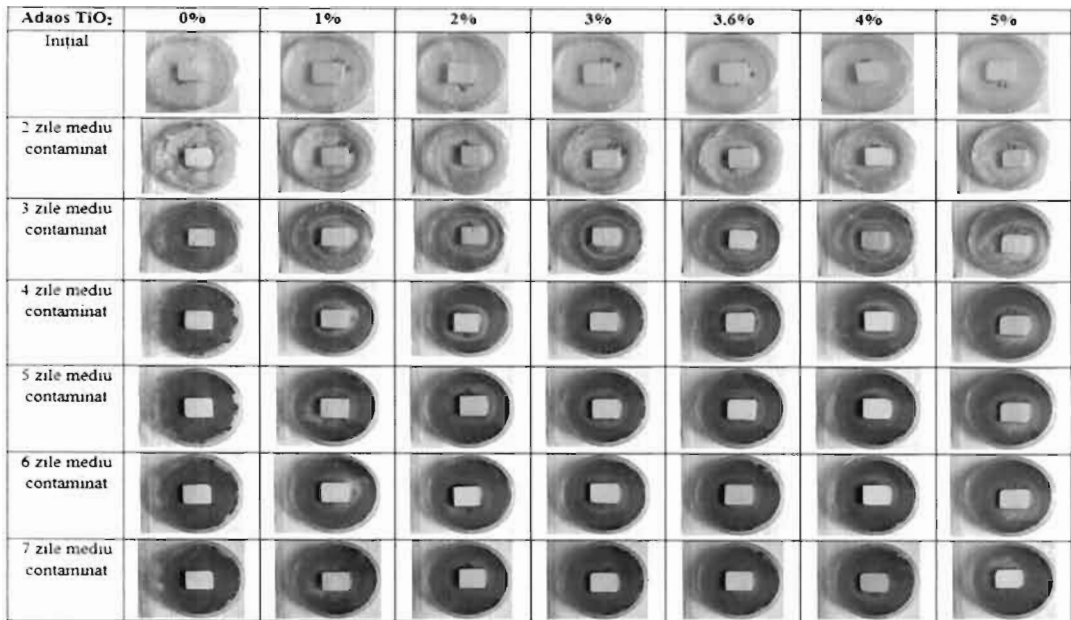 Adaos TiO₂ 0% 1% 2% 3% 3.6% 4% 5%
Inițial
2 zile mediu
contaminat
3 zile mediu
contaminat
4 zile mediu
contaminat
5 zile mediu
contaminat
6 zile mediu
contaminat
7 zile mediu
contaminat